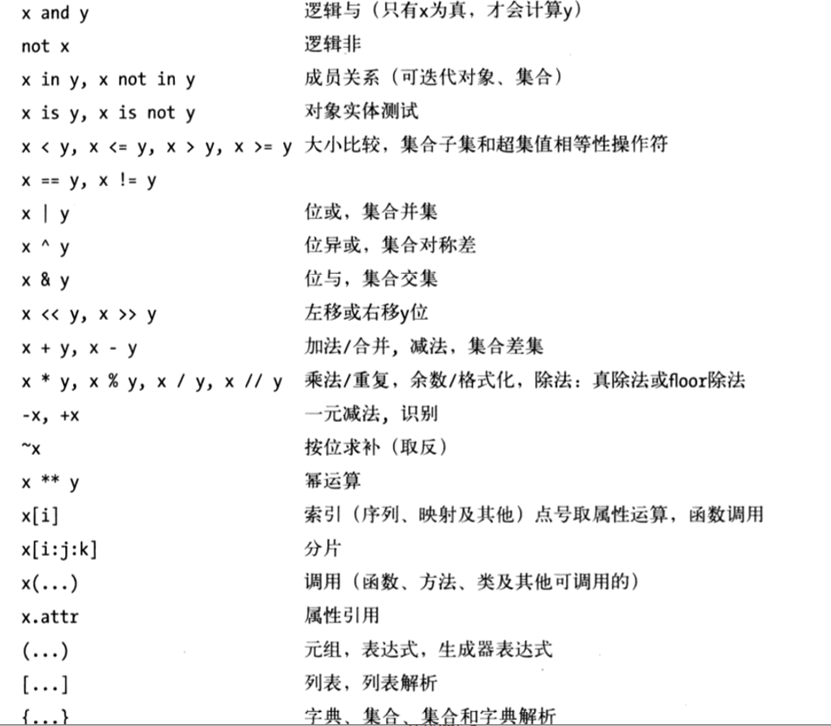 x and y 逻辑与（只有x为真，才会计算y）
not x 逻辑非
x in y, x not in y 成员关系（可迭代对象、集合）
x is y, x is not y 对象实体测试
x < y, x <= y, x > y, x >= y 大小比较，集合子集和超集值相等性操作符
x == y, x != y
x | y 位或，集合并集
x ^ y 位异或，集合对称差
x & y 位与，集合交集
x << y, x >> y 左移或右移y位
x + y, x - y 加法/合并，减法，集合差集
x * y, x % y, x / y, x // y 乘法/重复，余数/格式化，除法：真除法或floor除法
-x, +x 一元减法，识别
~x 按位求补（取反）
x ** y 幂运算
x[i] 索引（序列、映射及其他）点号取属性运算，函数调用
x[i:j:k] 分片
x(...) 调用（函数、方法、类及其他可调用的）
x.attr 属性引用
(...) 元组，表达式，生成器表达式
[...] 列表，列表解析
{...} 字典、集合、集合和字典解析